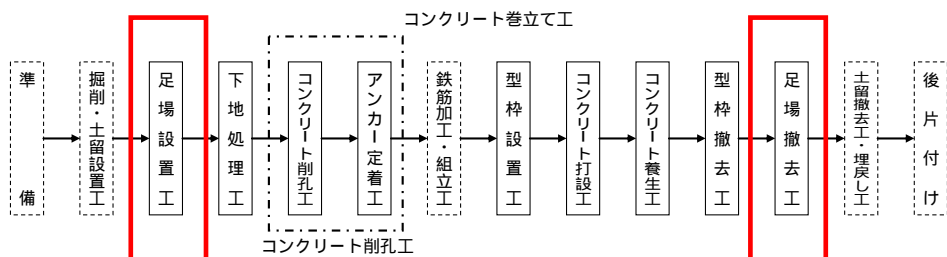 コンクリート巻立て工
準備
掘削・土留設置工
足場設置工
下地処理工
コンクリート削孔工
アンカー定着工
鉄筋加工・組立工
型枠設置工
コンクリート打設工
コンクリート養生工
型枠撤去工
足場撤去工
土留撤去工・埋戻し工
後片付け
コンクリート削孔工